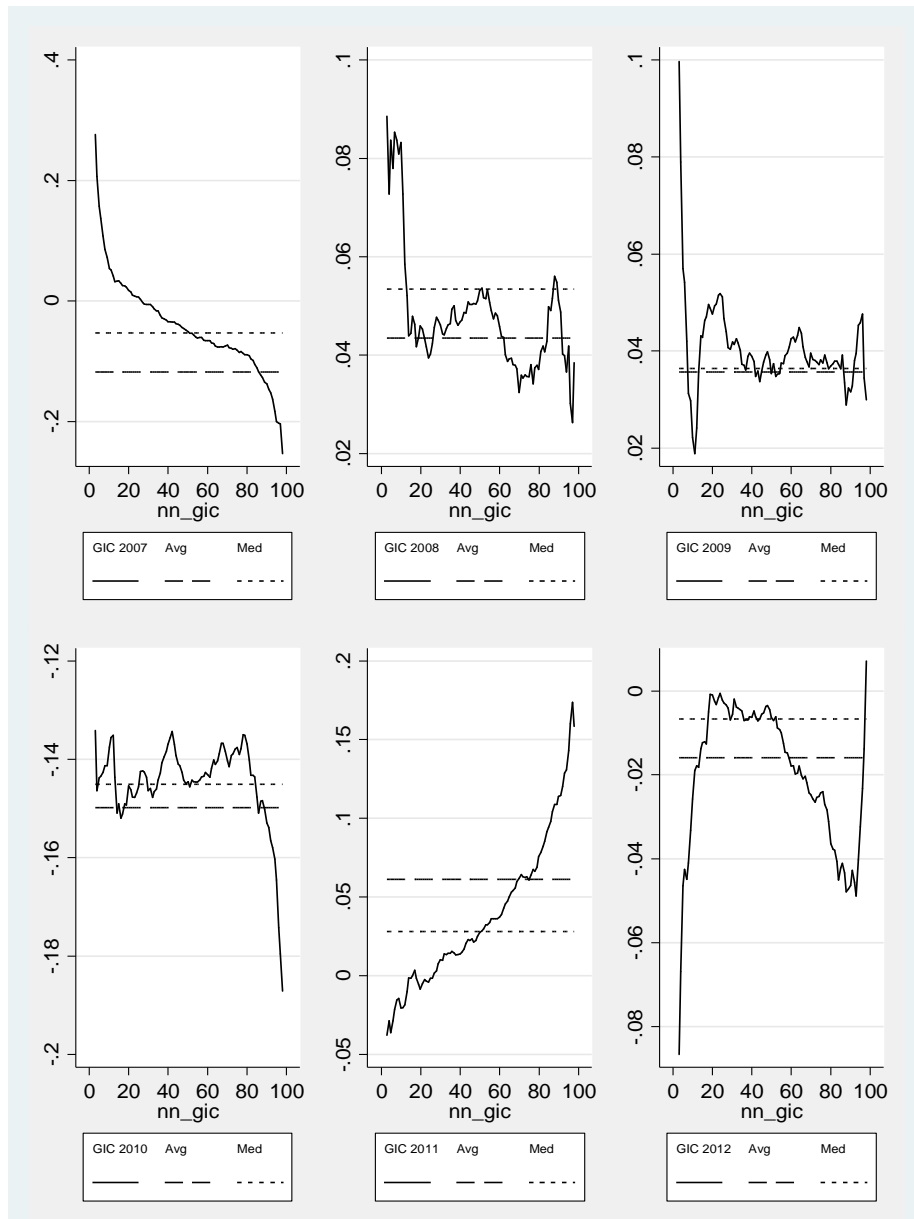 .4
.2
0
-.2
0 20 40 60 80 100
nn_gic
GIC 2007 Avg Med
.1
.08
.06
.04
.02
0 20 40 60 80 100
nn_gic
GIC 2008 Avg Med
.1
.08
.06
.04
.02
0 20 40 60 80 100
nn_gic
GIC 2009 Avg Med
-.12
-.14
-.16
-.18
-.2
0 20 40 60 80 100
nn_gic
GIC 2010 Avg Med
.2
.15
.1
.05
0
-.05
0 20 40 60 80 100
nn_gic
GIC 2011 Avg Med
0
-.02
-.04
-.06
-.08
0 20 40 60 80 100
nn_gic
GIC 2012 Avg Med